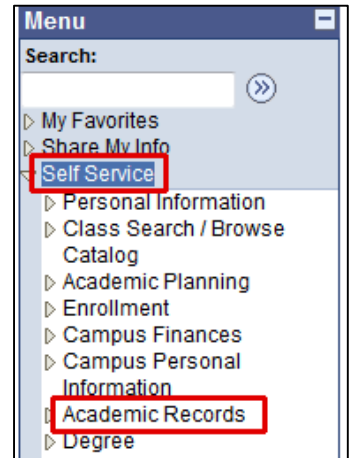 Menu
Search:
My Favorites
Share My Info
Self Service
Personal Information
Class Search / Browse
Catalog
Academic Planning
Enrollment
Campus Finances
Campus Personal
Information
Academic Records
Degree